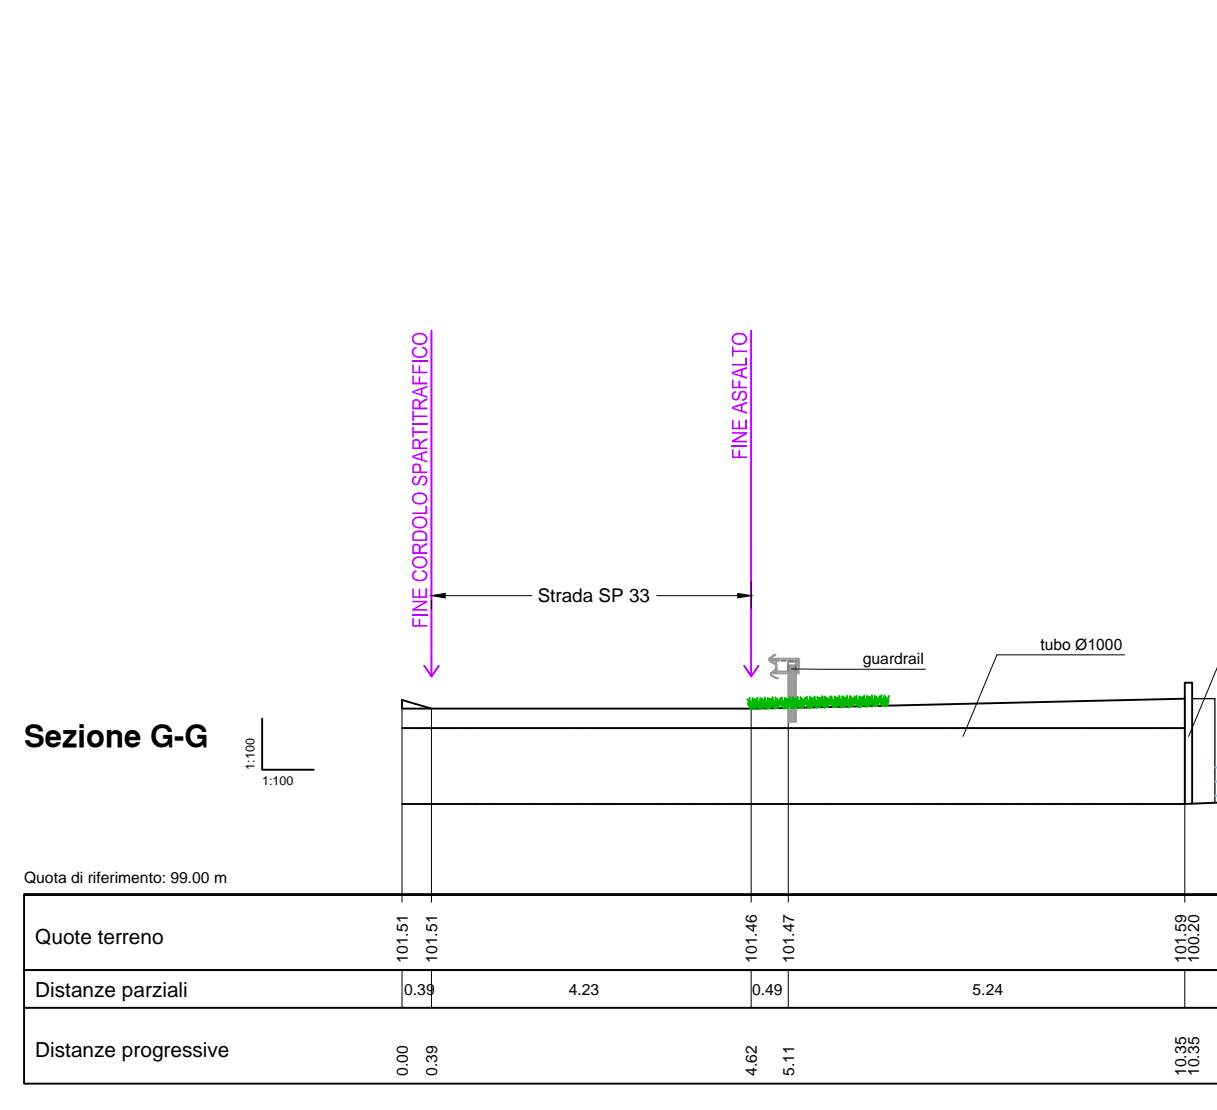 FINE CORDOLO SPARTITRAFFICO
FINE ASFALTO
Strada SP 33
guardrail
tubo Ø1000
Sezione G-G
1:100
1:100
Quota di riferimento: 99.00 m
Quote terreno
101.51
101.51
101.46
101.47
101.59
100.20
Distanze parziali
0.39
4.23
0.49
5.24
Distanze progressive
0.00
0.39
4.62
5.11
10.35
10.35